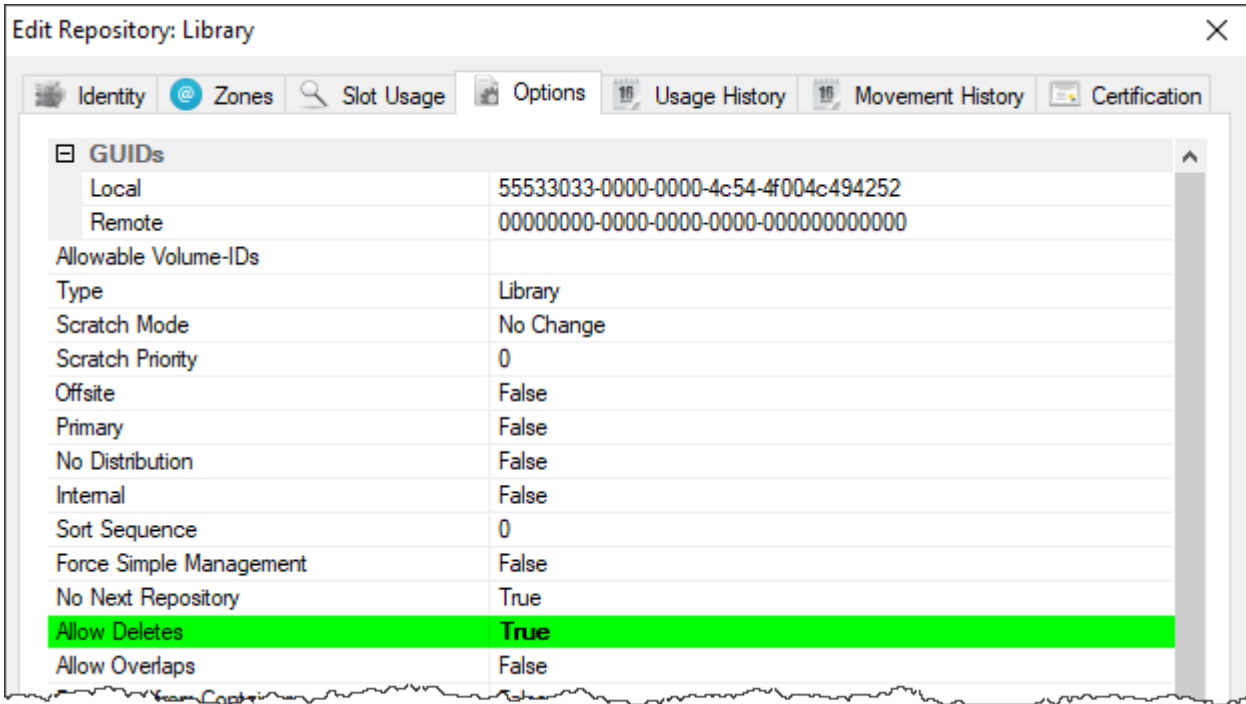 Edit Repository: Library
Identity @ Zones Slot Usage Options 16 Usage History 16 Movement History Certification
GUIDs
Local 55533033-0000-0000-4c54-4f004c494252
Remote 00000000-0000-0000-0000-000000000000
Allowable Volume-IDs
Type Library
Scratch Mode No Change
Scratch Priority 0
Offsite False
Primary False
No Distribution False
Internal False
Sort Sequence 0
Force Simple Management False
No Next Repository True
Allow Deletes True
Allow Overlaps False